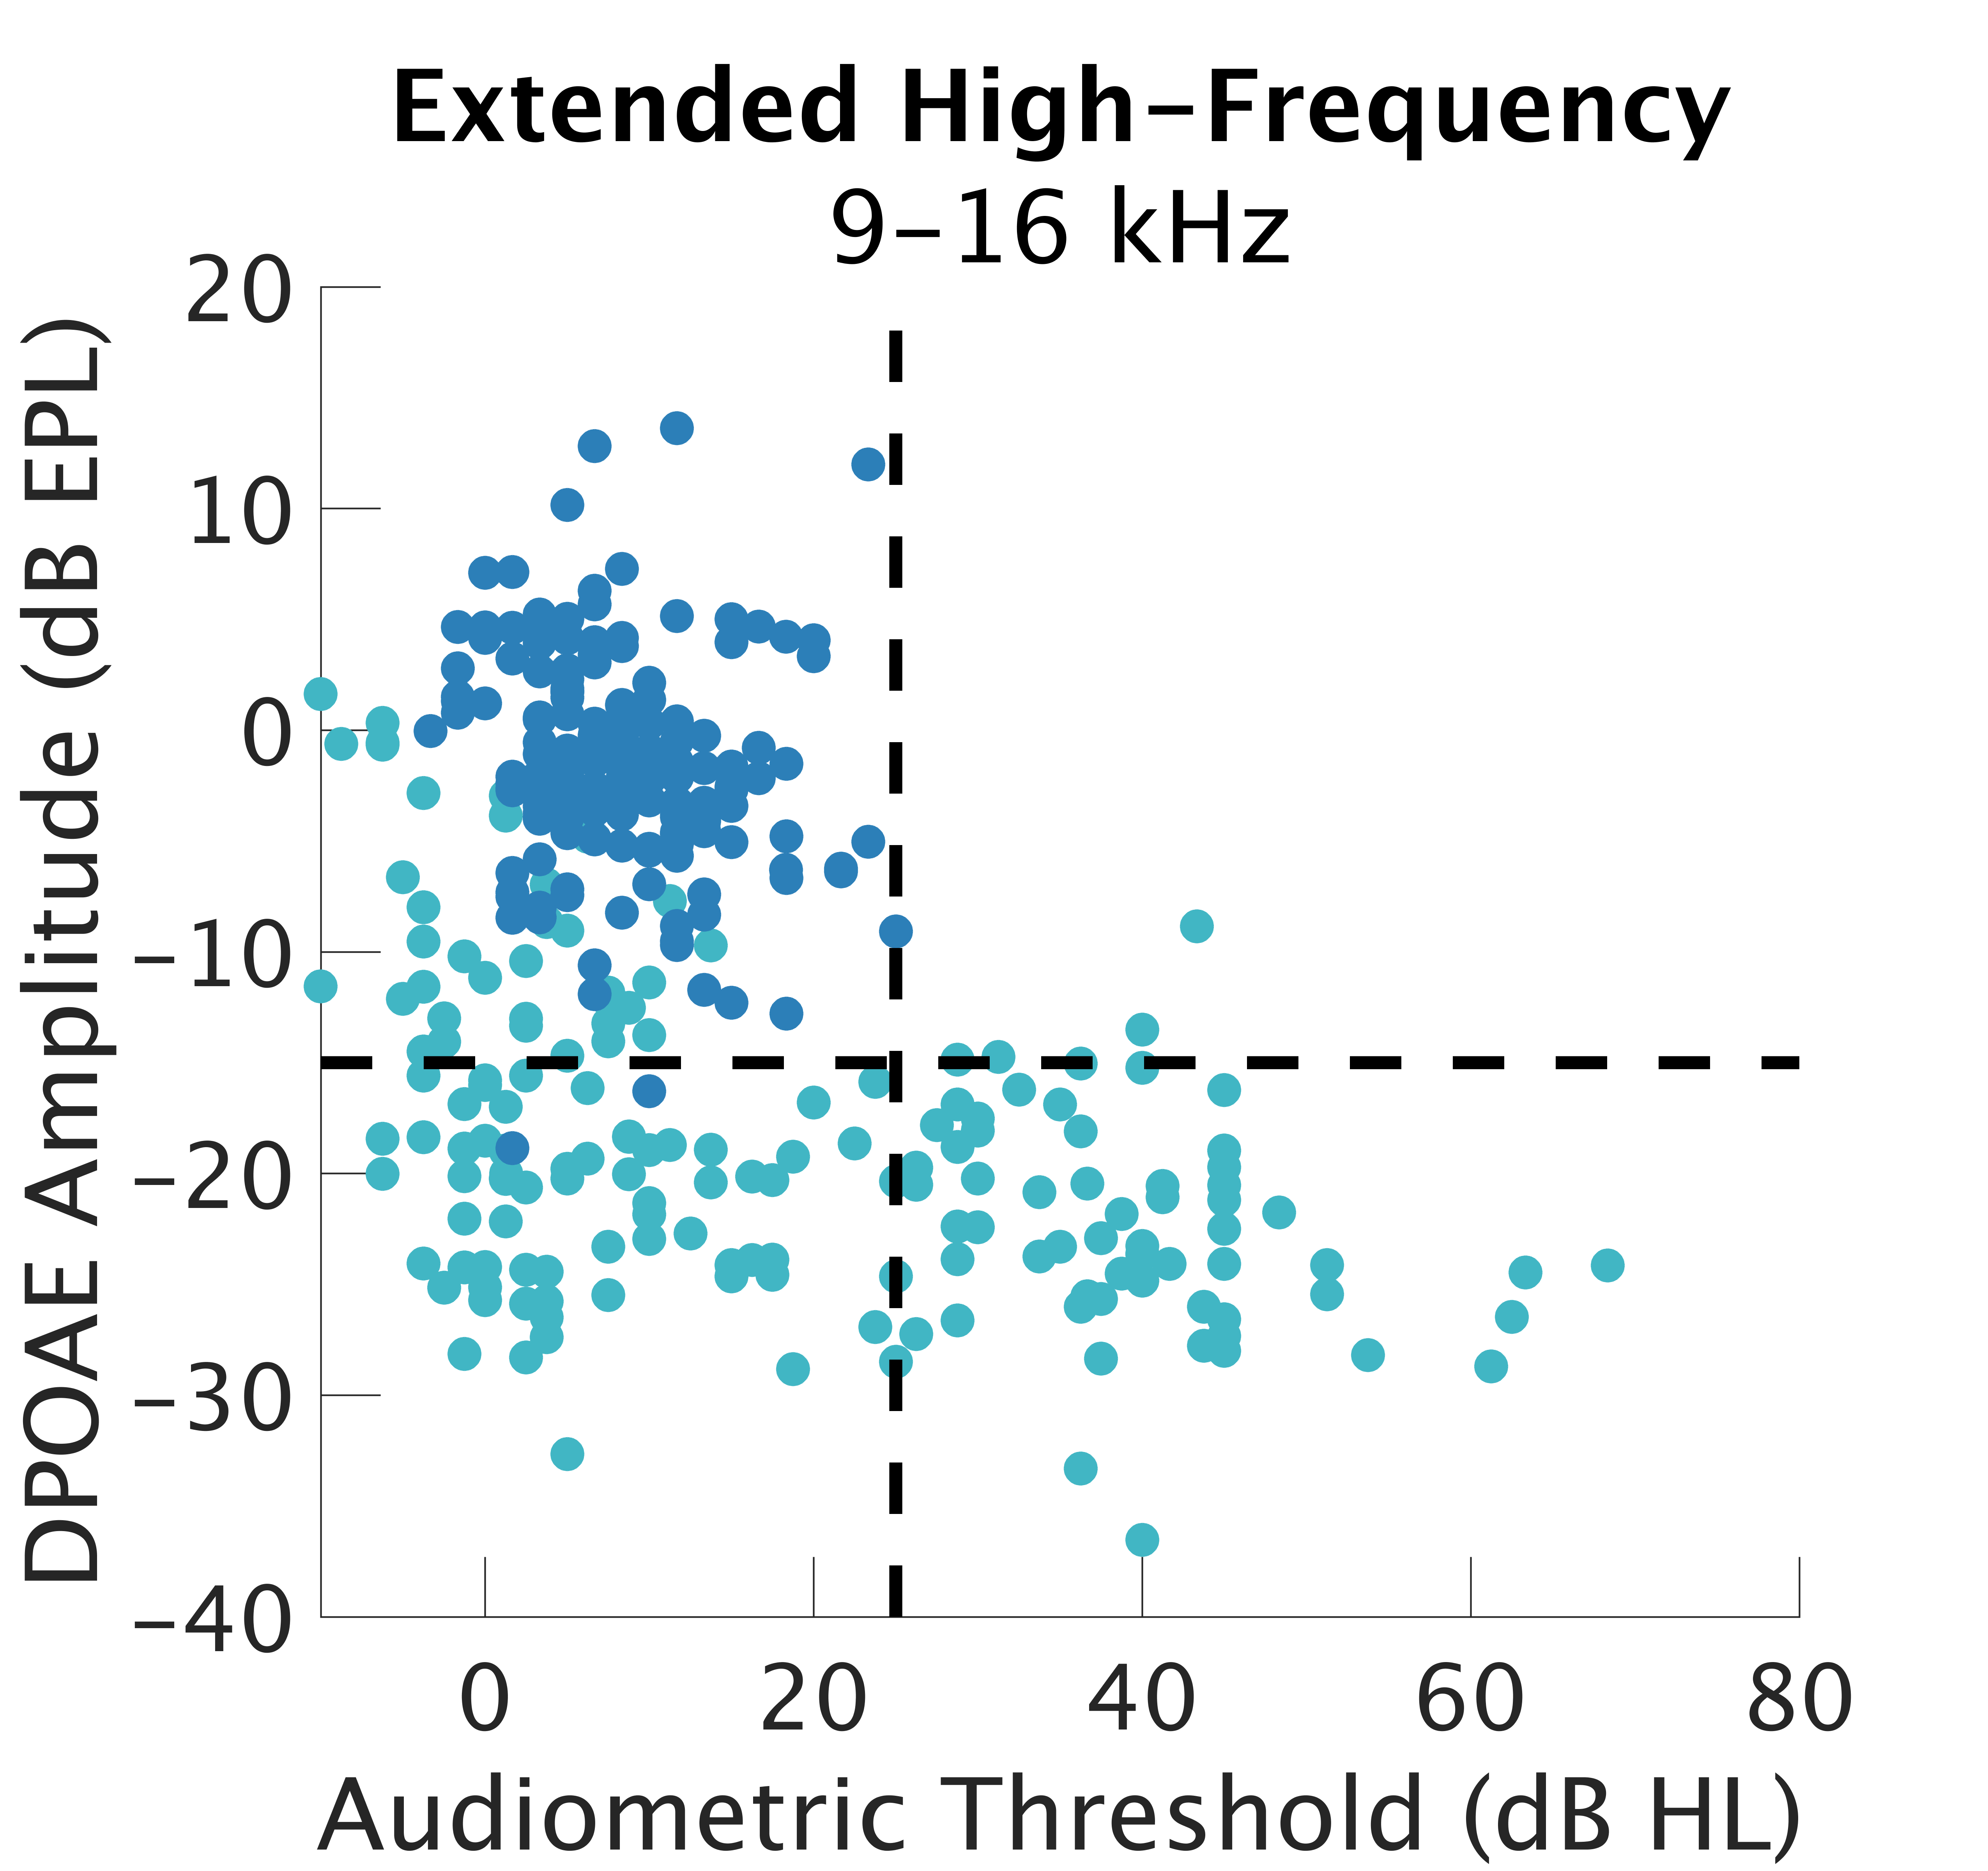 Extended High–Frequency
9–16 kHz
20
10
0
–10
–20
–30
–40
DPOAE Amplitude (dB EPL)
0 20 40 60 80
Audiometric Threshold (dB HL)